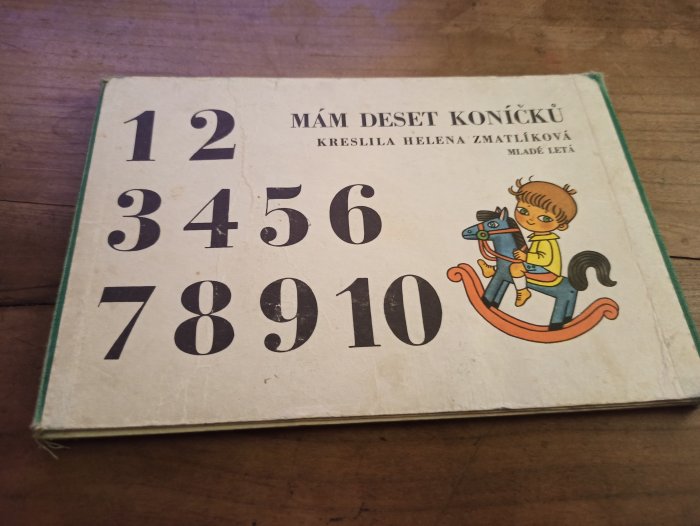 MÁM DESET KONÍČKŮ
KRESLILA HELENA ZMATLÍKOVÁ
MLADÉ LETÁ
1 2
3 4 5 6
7 8 9 10